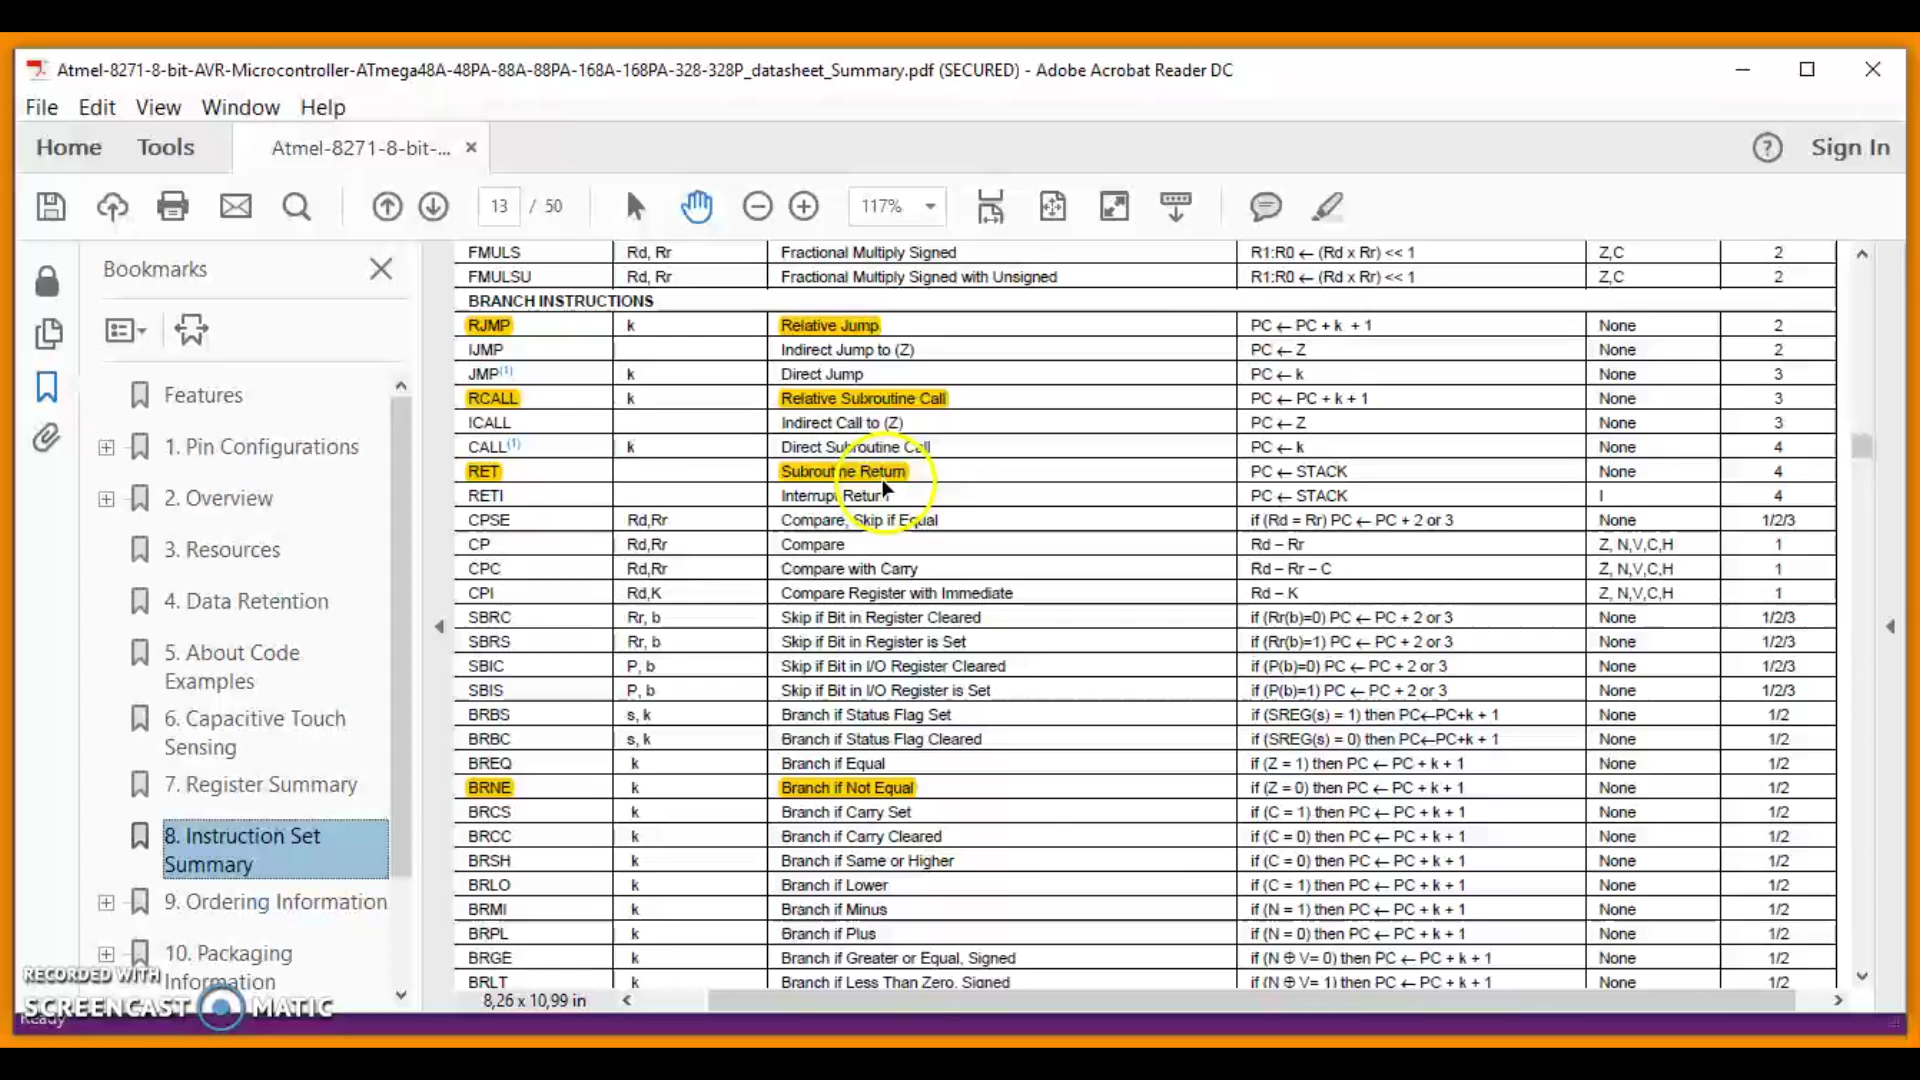 Atmel-8271-8-bit-AVR-Microcontroller-ATmega48A-48PA-88A-88PA-168A-168PA-328-328P_datasheet_Summary.pdf (SECURED) - Adobe Acrobat Reader DC
File Edit View Window Help
Home Tools Atmel-8271-8-bit-... × Sign In
13 / 50 117%
Bookmarks
Features
1. Pin Configurations
2. Overview
3. Resources
4. Data Retention
5. About Code
Examples
6. Capacitive Touch
Sensing
7. Register Summary
8. Instruction Set
Summary
9. Ordering Information
10. Packaging
Information
FMULS Rd, Rr Fractional Multiply Signed R1:R0 ← (Rd x Rr) << 1 Z,C 2
FMULSU Rd, Rr Fractional Multiply Signed with Unsigned R1:R0 ← (Rd x Rr) << 1 Z,C 2
BRANCH INSTRUCTIONS
RJMP k Relative Jump PC ← PC + k + 1 None 2
IJMP Indirect Jump to (Z) PC ← Z None 2
JMP(1) k Direct Jump PC ← k None 3
RCALL k Relative Subroutine Call PC ← PC + k + 1 None 3
ICALL Indirect Call to (Z) PC ← Z None 3
CALL(1) k Direct Subroutine Call PC ← k None 4
RET Subroutine Return PC ← STACK None 4
RETI Interrupt Return PC ← STACK I 4
CPSE Rd,Rr Compare, Skip if Equal if (Rd = Rr) PC ← PC + 2 or 3 None 1/2/3
CP Rd,Rr Compare Rd − Rr Z, N,V,C,H 1
CPC Rd,Rr Compare with Carry Rd − Rr − C Z, N,V,C,H 1
CPI Rd,K Compare Register with Immediate Rd − K Z, N,V,C,H 1
SBRC Rr, b Skip if Bit in Register Cleared if (Rr(b)=0) PC ← PC + 2 or 3 None 1/2/3
SBRS Rr, b Skip if Bit in Register is Set if (Rr(b)=1) PC ← PC + 2 or 3 None 1/2/3
SBIC P, b Skip if Bit in I/O Register Cleared if (P(b)=0) PC ← PC + 2 or 3 None 1/2/3
SBIS P, b Skip if Bit in I/O Register is Set if (P(b)=1) PC ← PC + 2 or 3 None 1/2/3
BRBS s, k Branch if Status Flag Set if (SREG(s) = 1) then PC←PC+k + 1 None 1/2
BRBC s, k Branch if Status Flag Cleared if (SREG(s) = 0) then PC←PC+k + 1 None 1/2
BREQ k Branch if Equal if (Z = 1) then PC ← PC + k + 1 None 1/2
BRNE k Branch if Not Equal if (Z = 0) then PC ← PC + k + 1 None 1/2
BRCS k Branch if Carry Set if (C = 1) then PC ← PC + k + 1 None 1/2
BRCC k Branch if Carry Cleared if (C = 0) then PC ← PC + k + 1 None 1/2
BRSH k Branch if Same or Higher if (C = 0) then PC ← PC + k + 1 None 1/2
BRLO k Branch if Lower if (C = 1) then PC ← PC + k + 1 None 1/2
BRMI k Branch if Minus if (N = 1) then PC ← PC + k + 1 None 1/2
BRPL k Branch if Plus if (N = 0) then PC ← PC + k + 1 None 1/2
BRGE k Branch if Greater or Equal, Signed if (N ⊕ V= 0) then PC ← PC + k + 1 None 1/2
BRLT k Branch if Less Than Zero, Signed if (N ⊕ V= 1) then PC ← PC + k + 1 None 1/2
8,26 x 10,99 in
RECORDED WITH
SCREENCAST MATIC
Ready